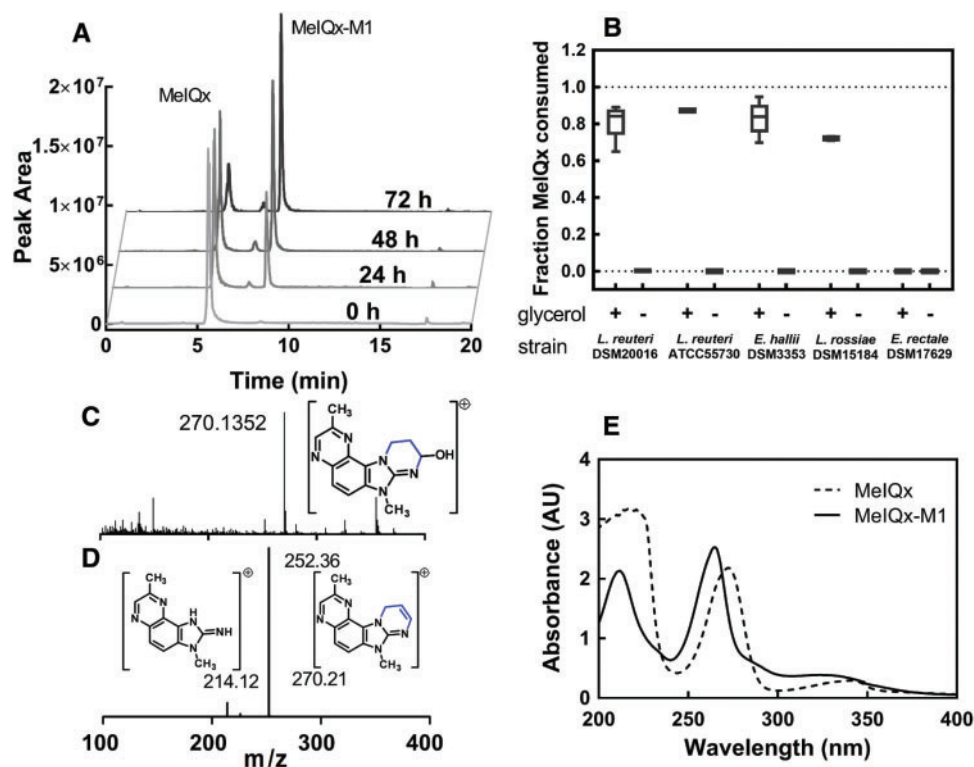 A
MeIQx-M1
MeIQx
2×10⁷
1×10⁷
5×10⁶
0
Peak Area
72 h
48 h
24 h
0 h
0 5 10 15 20
Time (min)
B
Fraction MeIQx consumed
1.2
1.0
0.8
0.6
0.4
0.2
0.0
glycerol + - + - + - + - + -
strain
L. reuteri L. reuteri E. hallii L. rossiae E. rectale
DSM20016 ATCC55730 DSM3353 DSM15184 DSM17629
C
270.1352
CH₃
N
N
N
N
N
OH
CH₃
⊕
200 400
D
252.36
CH₃
N
N
H
N
NH
N
CH₃
⊕
214.12
CH₃
N
N
N
N
N
CH₃
⊕
270.21
100 200 300 400
m/z
E
Absorbance (AU)
4
3
2
1
0
MeIQx
MeIQx-M1
200 250 300 350 400
Wavelength (nm)